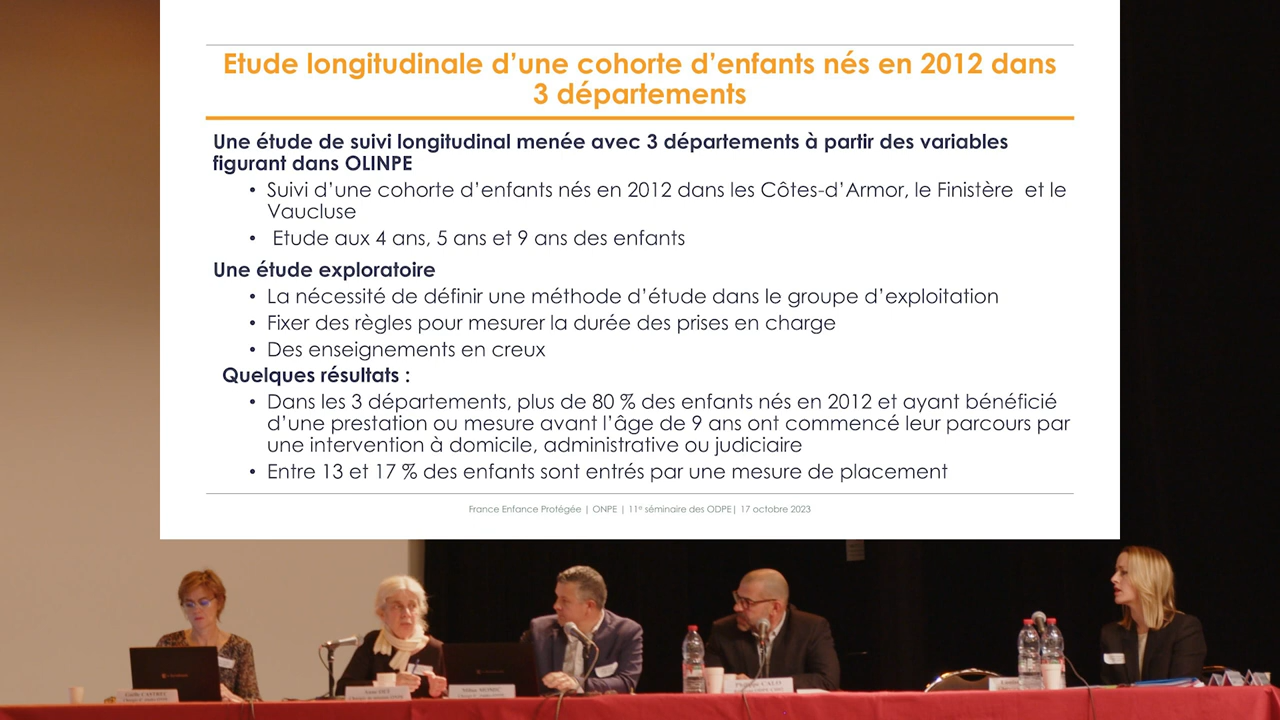 Etude longitudinale d’une cohorte d’enfants nés en 2012 dans
3 départements
Une étude de suivi longitudinal menée avec 3 départements à partir des variables
figurant dans OLINPE
• Suivi d’une cohorte d’enfants nés en 2012 dans les Côtes-d’Armor, le Finistère et le
Vaucluse
• Etude aux 4 ans, 5 ans et 9 ans des enfants
Une étude exploratoire
• La nécessité de définir une méthode d’étude dans le groupe d’exploitation
• Fixer des règles pour mesurer la durée des prises en charge
• Des enseignements en creux
Quelques résultats :
• Dans les 3 départements, plus de 80 % des enfants nés en 2012 et ayant bénéficié
d’une prestation ou mesure avant l’âge de 9 ans ont commencé leur parcours par
une intervention à domicile, administrative ou judiciaire
• Entre 13 et 17 % des enfants sont entrés par une mesure de placement
France Enfance Protégée | ONPE | 11e séminaire des ODPE| 17 octobre 2023